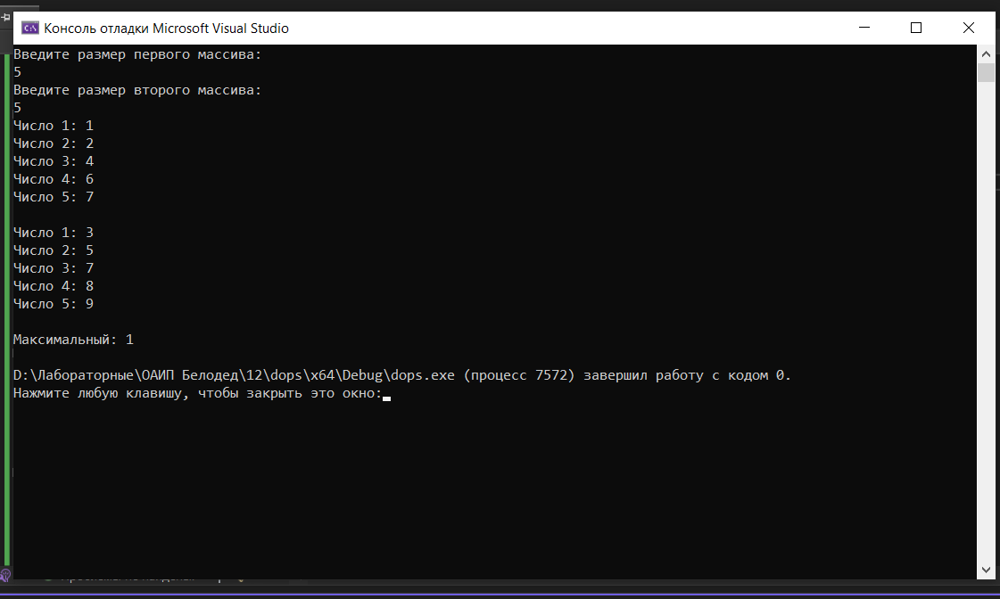 Консоль отладки Microsoft Visual Studio
Введите размер первого массива:
5
Введите размер второго массива:
5
Число 1: 1
Число 2: 2
Число 3: 4
Число 4: 6
Число 5: 7
Число 1: 3
Число 2: 5
Число 3: 7
Число 4: 8
Число 5: 9
Максимальный: 1
D:\Лабораторные\ОАИП Белодед\12\dops\x64\Debug\dops.exe (процесс 7572) завершил работу с кодом 0.
Нажмите любую клавишу, чтобы закрыть это окно: